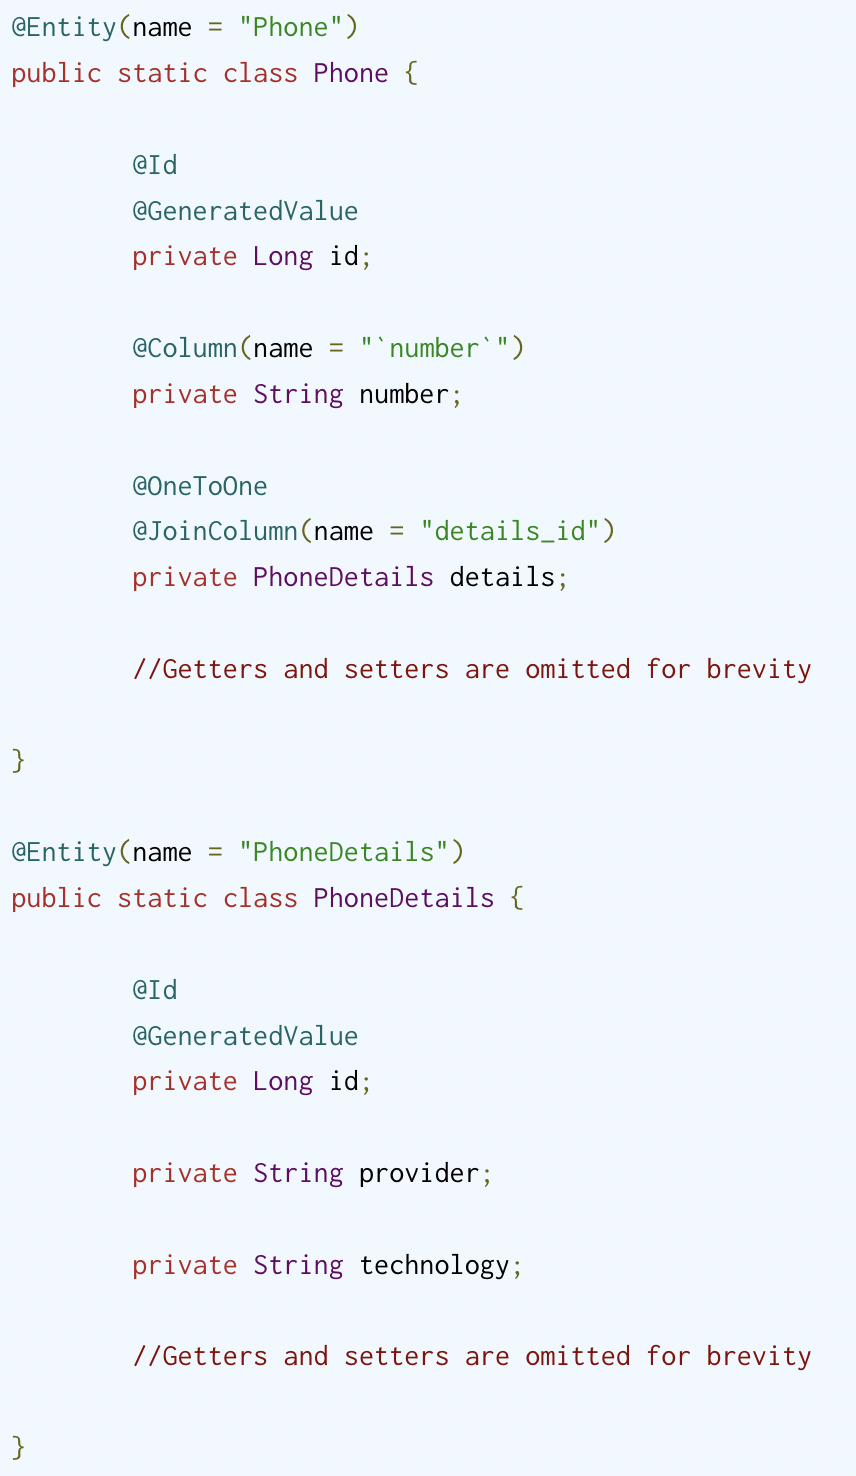 @Entity(name = "Phone")
public static class Phone {
@Id
@GeneratedValue
private Long id;
@Column(name = "`number`")
private String number;
@OneToOne
@JoinColumn(name = "details_id")
private PhoneDetails details;
//Getters and setters are omitted for brevity
}
@Entity(name = "PhoneDetails")
public static class PhoneDetails {
@Id
@GeneratedValue
private Long id;
private String provider;
private String technology;
//Getters and setters are omitted for brevity
}